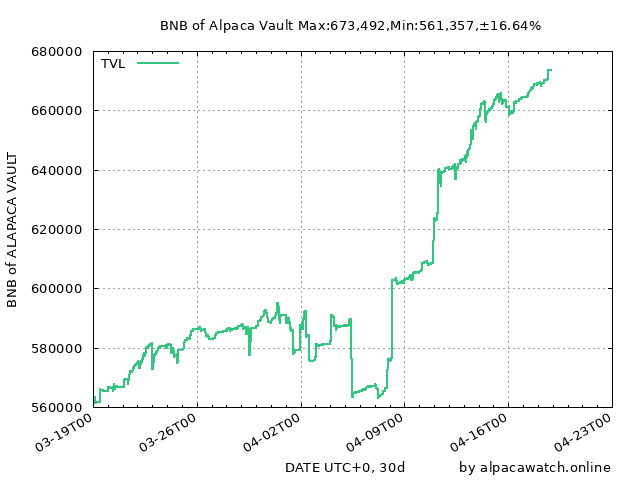 BNB of Alpaca Vault Max:673,492,Min:561,357,±16.64%
TVL
BNB of ALAPACA VAULT
680000
660000
640000
620000
600000
580000
560000
03-19T00
03-26T00
04-02T00
04-09T00
04-16T00
04-23T00
DATE UTC+0, 30d
by alpacawatch.online